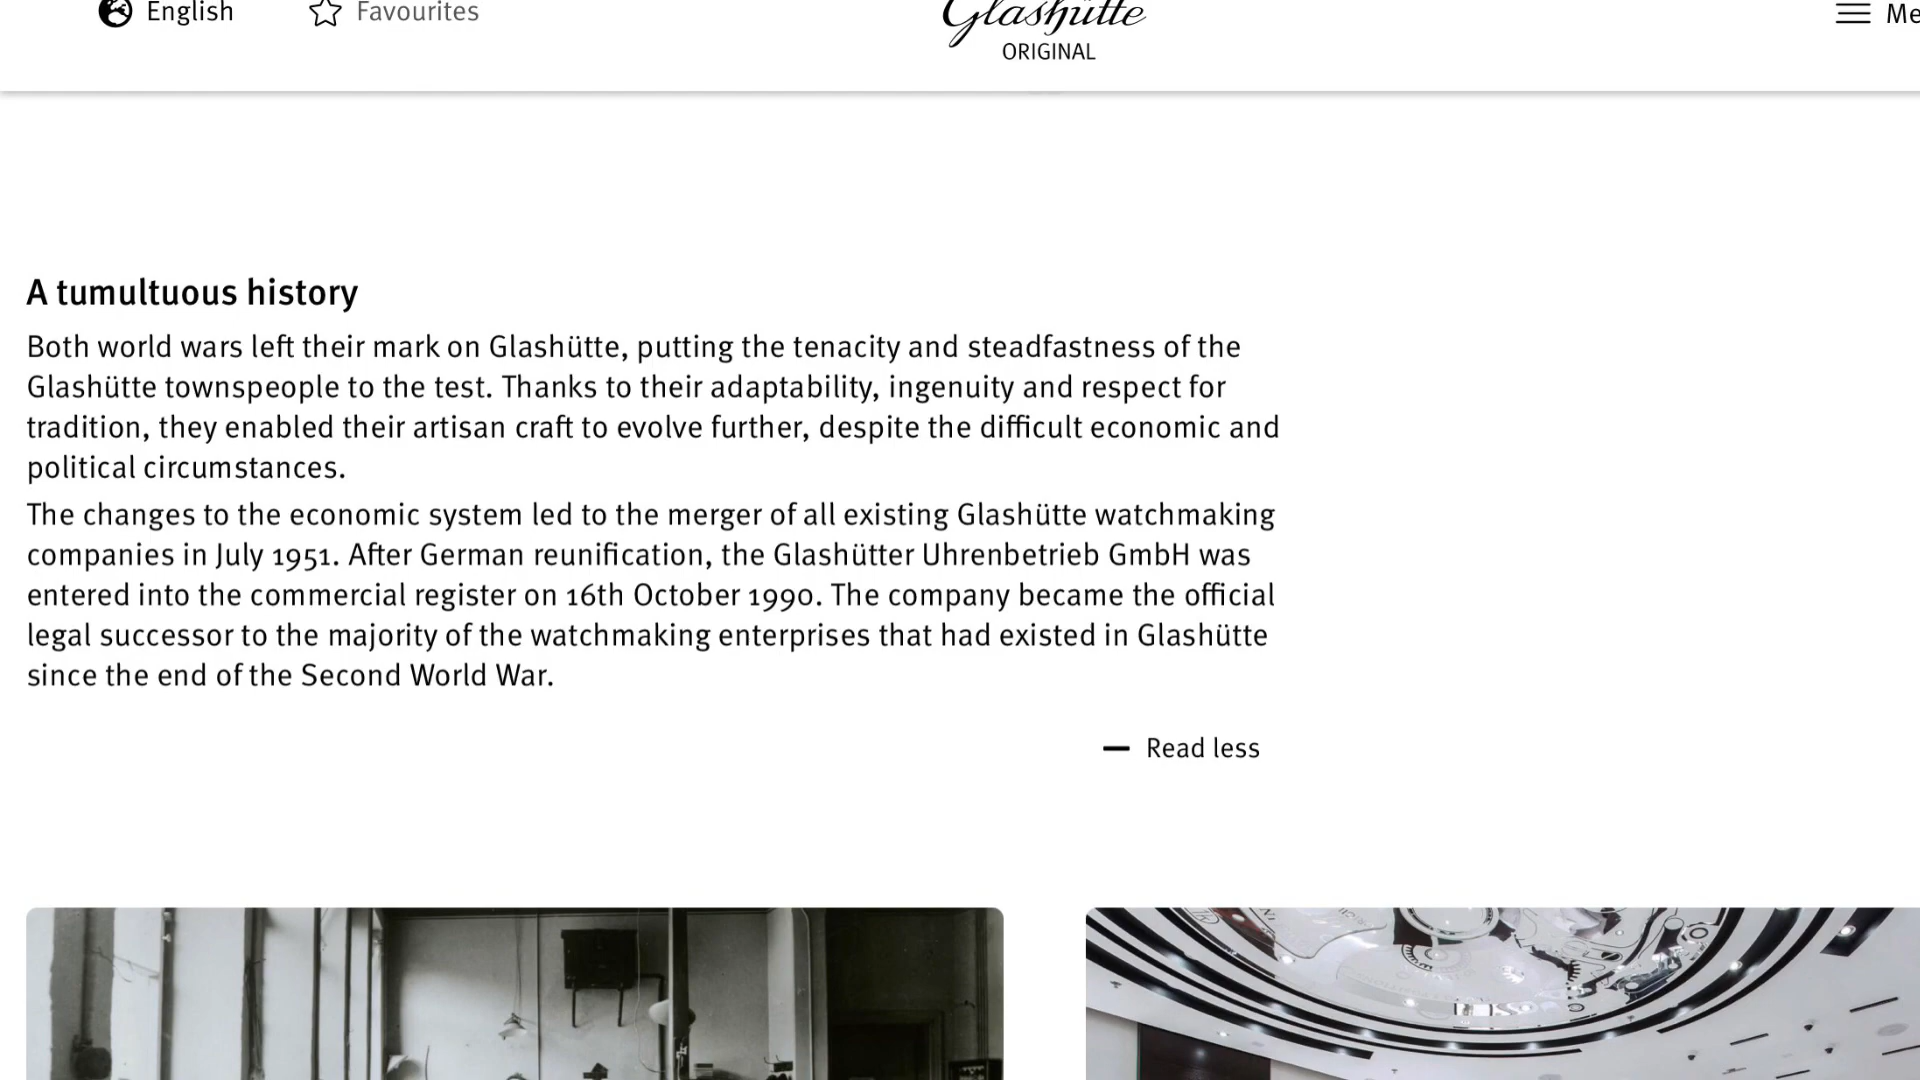 English
Favourites
Glashütte
ORIGINAL
A tumultuous history
Both world wars left their mark on Glashütte, putting the tenacity and steadfastness of the
Glashütte townspeople to the test. Thanks to their adaptability, ingenuity and respect for
tradition, they enabled their artisan craft to evolve further, despite the difficult economic and
political circumstances.
The changes to the economic system led to the merger of all existing Glashütte watchmaking
companies in July 1951. After German reunification, the Glashütter Uhrenbetrieb GmbH was
entered into the commercial register on 16th October 1990. The company became the official
legal successor to the majority of the watchmaking enterprises that had existed in Glashütte
since the end of the Second World War.
Read less